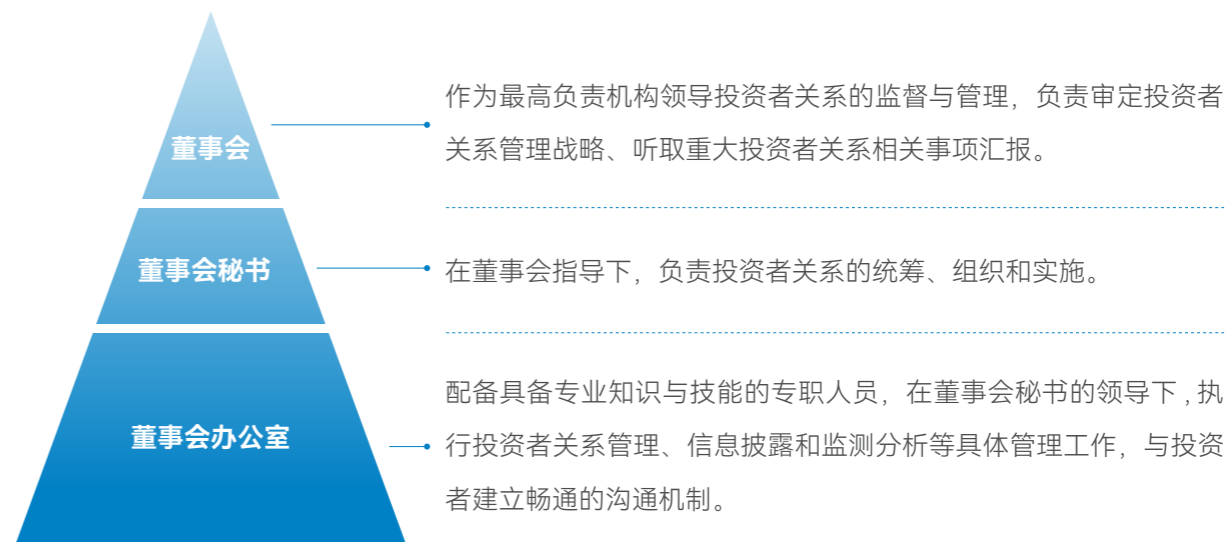 董事会
作为最高负责机构领导投资者关系的监督与管理，负责审定投资者
关系管理战略、听取重大投资者关系相关事项汇报。
董事会秘书
在董事会指导下，负责投资者关系的统筹、组织和实施。
董事会办公室
配备具备专业知识与技能的专职人员，在董事会秘书的领导下,执
行投资者关系管理、信息披露和监测分析等具体管理工作，与投资
者建立畅通的沟通机制。